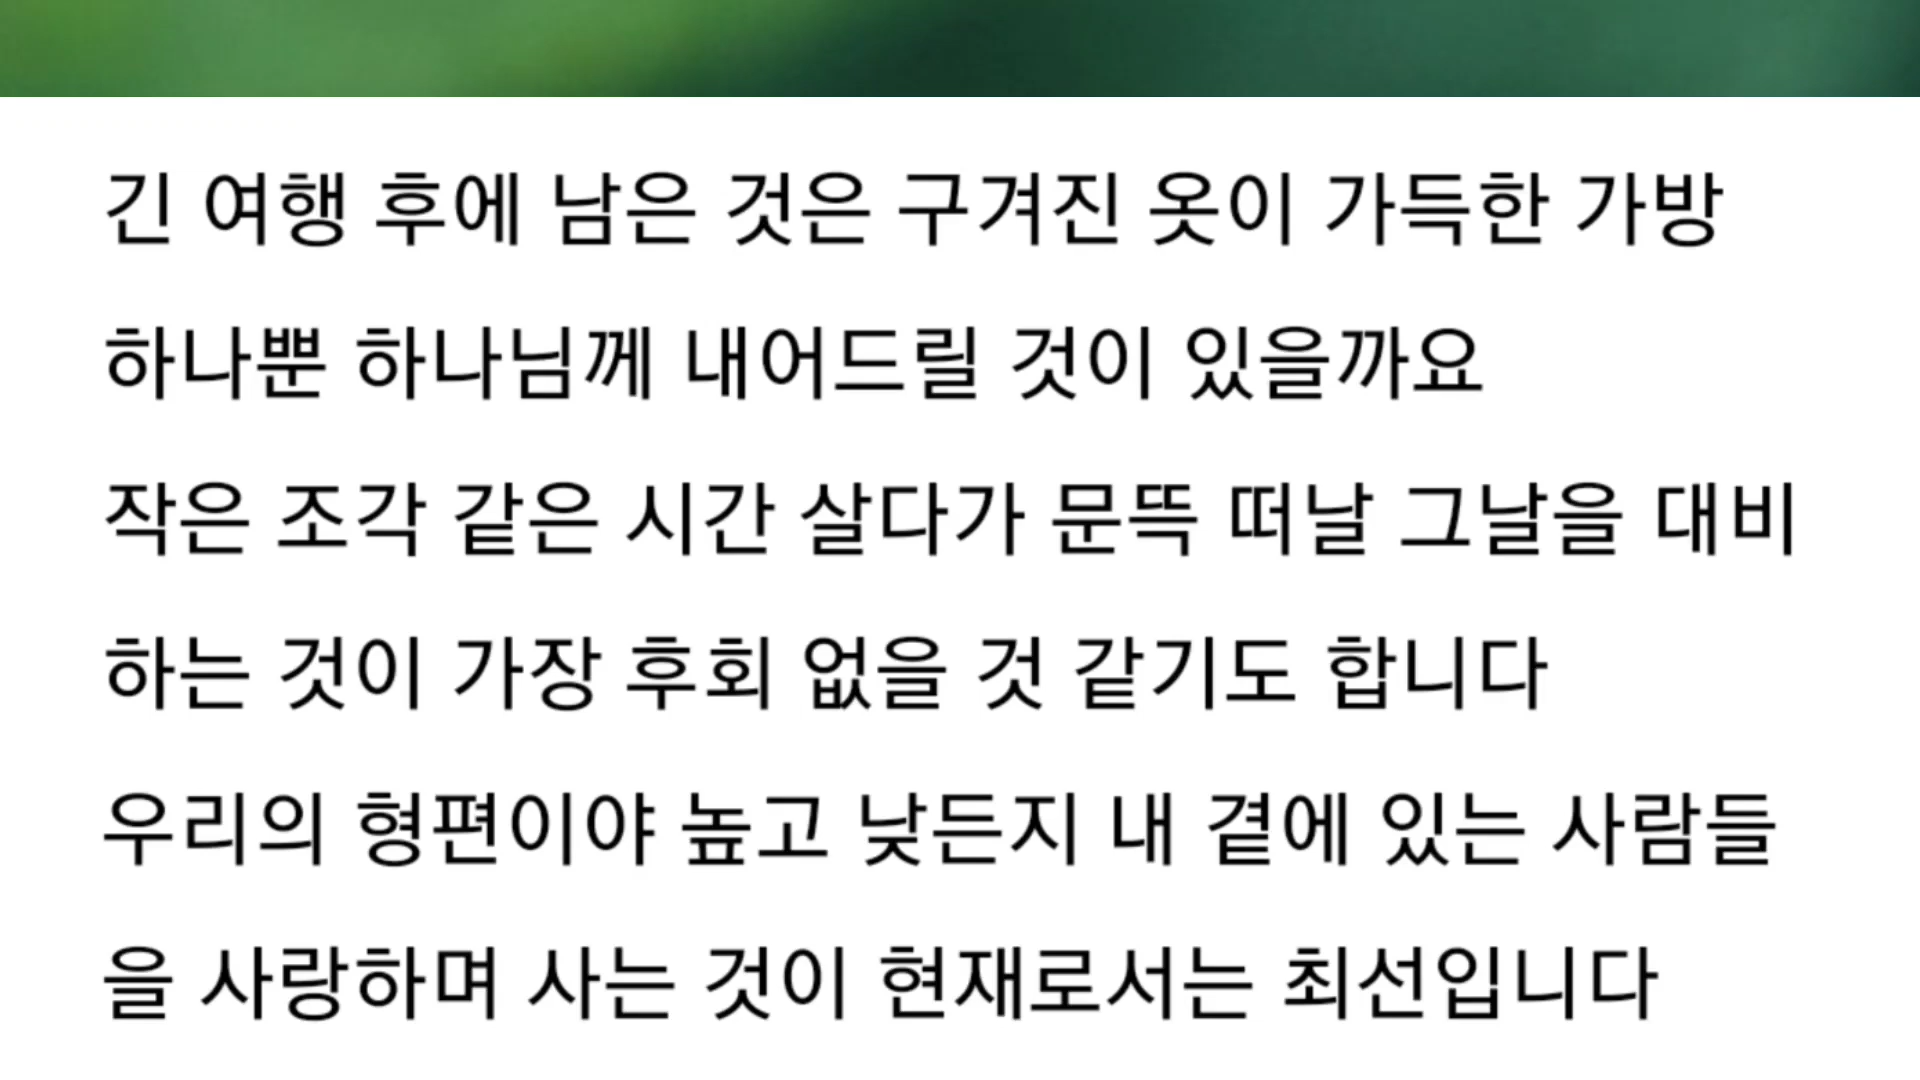 긴 여행 후에 남은 것은 구겨진 옷이 가득한 가방
하나뿐 하나님께 내어드릴 것이 있을까요
작은 조각 같은 시간 살다가 문뜩 떠날 그날을 대비
하는 것이 가장 후회 없을 것 같기도 합니다
우리의 형편이야 높고 낮든지 내 곁에 있는 사람들
을 사랑하며 사는 것이 현재로서는 최선입니다